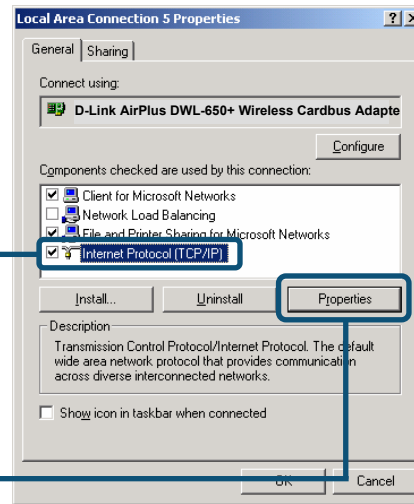 Local Area Connection 5 Properties
General
Sharing
Connect using:
D-Link AirPlus DWL-650+ Wireless Cardbus Adapte
Configure
Components checked are used by this connection:
Client for Microsoft Networks
Network Load Balancing
File and Printer Sharing for Microsoft Networks
Internet Protocol (TCP/IP)
Install...
Uninstall
Properties
Description
Transmission Control Protocol/Internet Protocol. The default
wide area network protocol that provides communication
across diverse interconnected networks.
Show icon in taskbar when connected
OK
Cancel